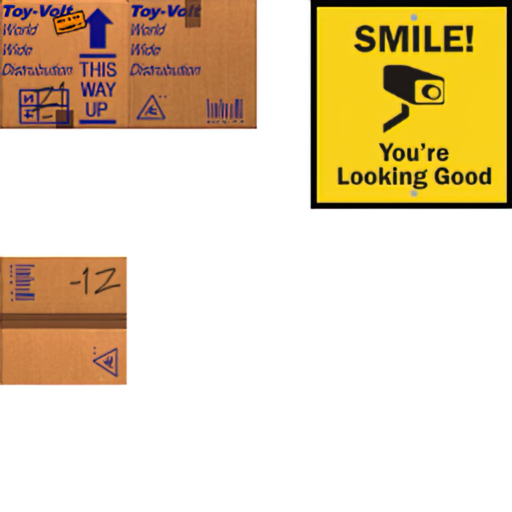 Toy-Volt
World
Wide
Distribution
THIS
WAY
UP
Toy-Volt
World
Wide
Distribution
SMILE!
You're
Looking Good
-12